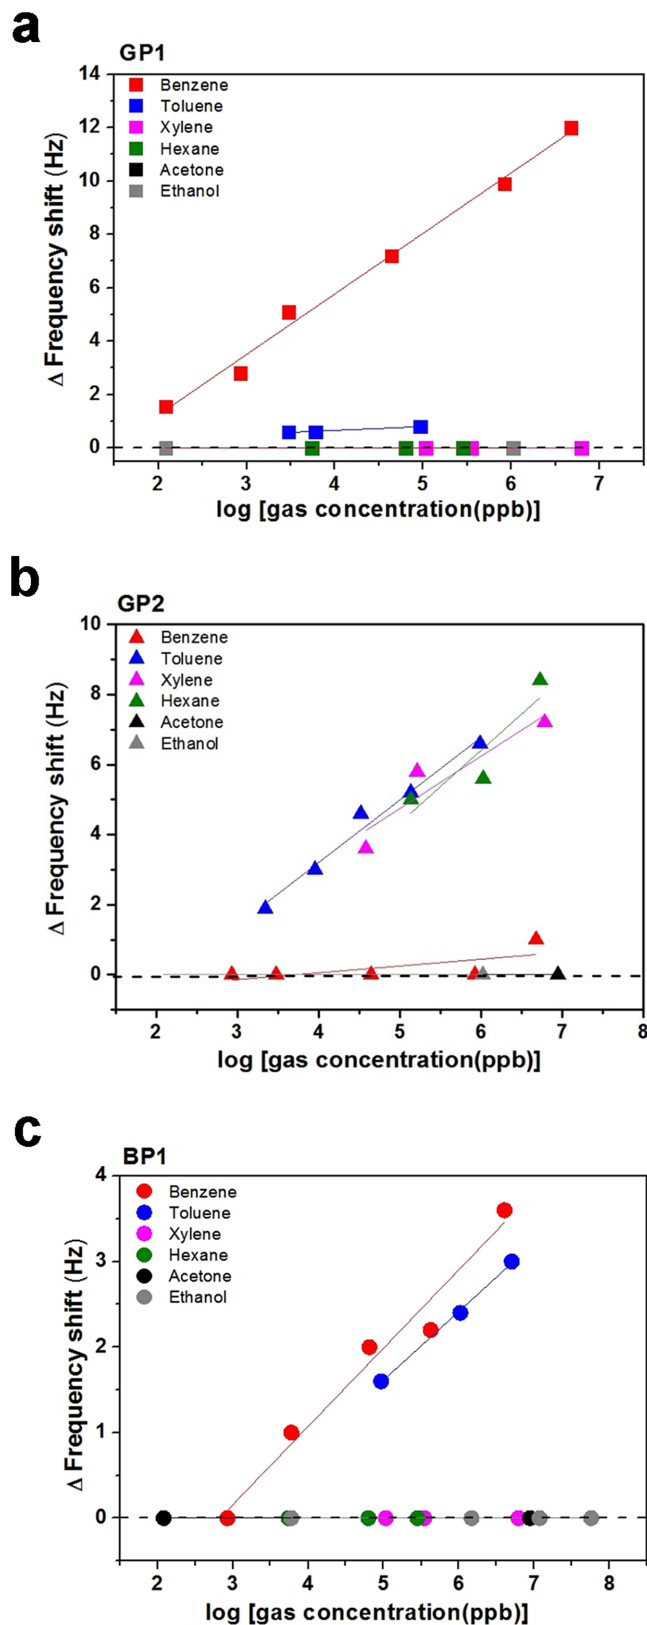 a
GP1
14
12
10
8
6
4
2
0
Benzene
Toluene
Xylene
Hexane
Acetone
Ethanol
Δ Frequency shift (Hz)
2 3 4 5 6 7
log [gas concentration(ppb)]
b
GP2
10
8
6
4
2
0
Benzene
Toluene
Xylene
Hexane
Acetone
Ethanol
Δ Frequency shift (Hz)
2 3 4 5 6 7 8
log [gas concentration(ppb)]
c
BP1
4
3
2
1
0
Benzene
Toluene
Xylene
Hexane
Acetone
Ethanol
Δ Frequency shift (Hz)
2 3 4 5 6 7 8
log [gas concentration(ppb)]